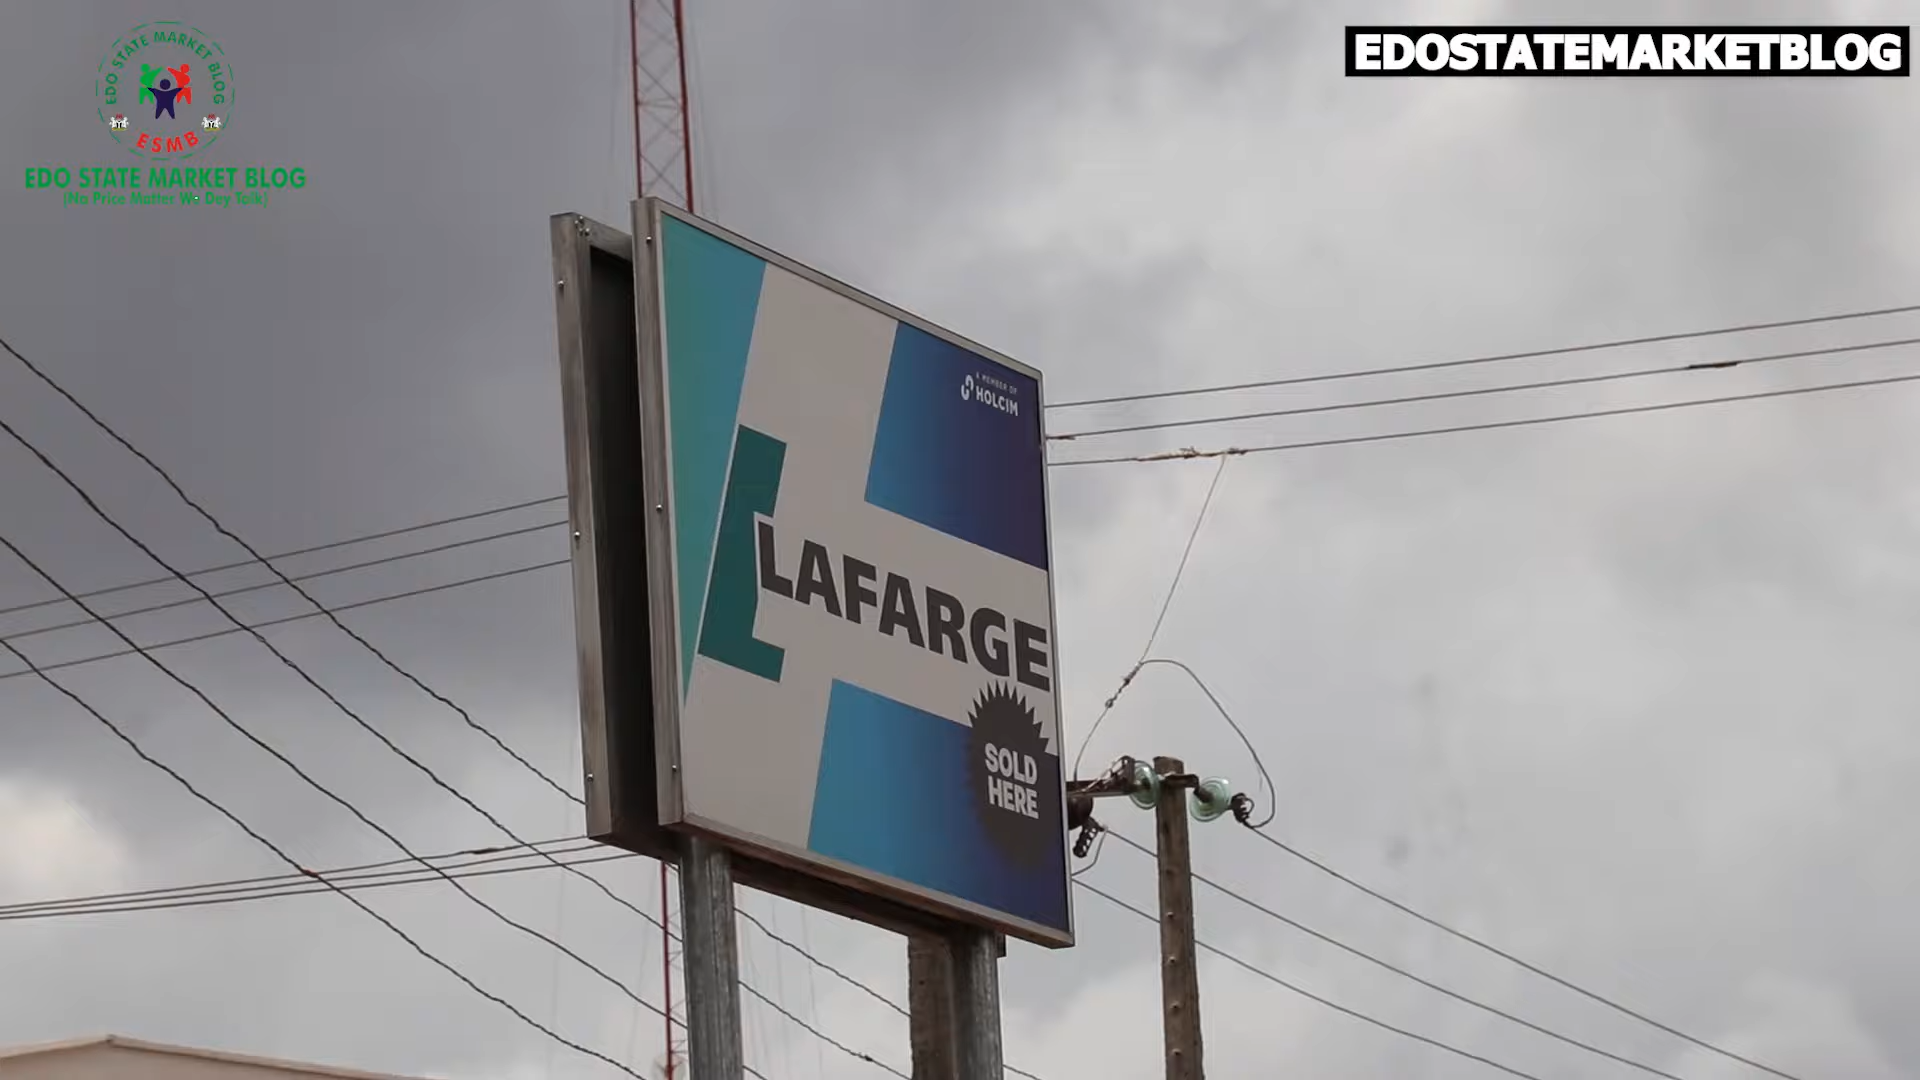 EDO STATE MARKET BLOG
ESMB
EDO STATE MARKET BLOG
(Na Price Matter We Dey Talk)
EDOSTATEMARKETBLOG
A MEMBER OF
HOLCIM
LAFARGE
SOLD
HERE